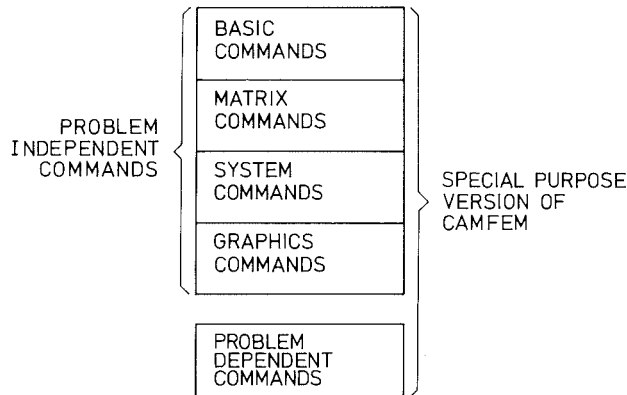 BASIC
COMMANDS
MATRIX
COMMANDS
PROBLEM
INDEPENDENT
COMMANDS
SYSTEM
COMMANDS
SPECIAL PURPOSE
VERSION OF
CAMFEM
GRAPHICS
COMMANDS
PROBLEM
DEPENDENT
COMMANDS